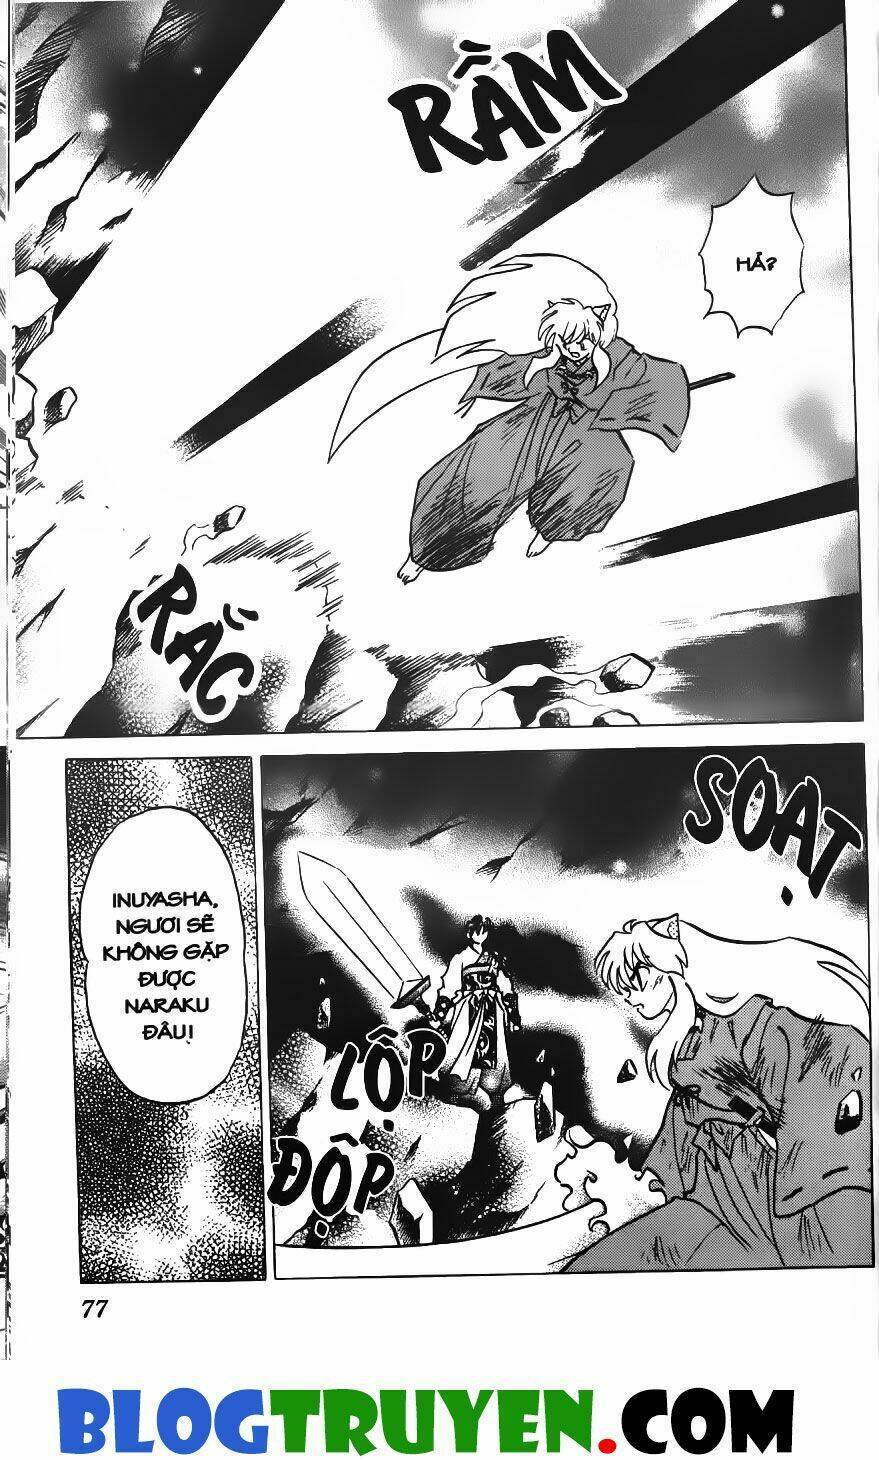 RẦM
HẢ?
RẮC
SOẠT
INUYASHA,
NGƯƠI SẼ
KHÔNG GẶP
ĐƯỢC
NARAKU
ĐÂU!
LỘP
ĐỘP
77
BLOGTRUYEN.COM